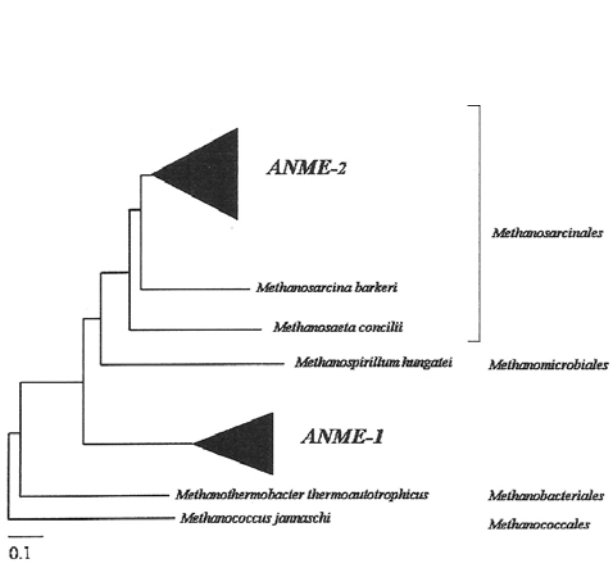 ANME-2
Methanosarcinales
Methanosarcina barkeri
Methanosaeta concilii
Methanospirillum hungatei Methanomicrobiales
ANME-1
Methanothermobacter thermoautotrophicus Methanobacteriales
Methanococcus jannaschi Methanococcales
0.1